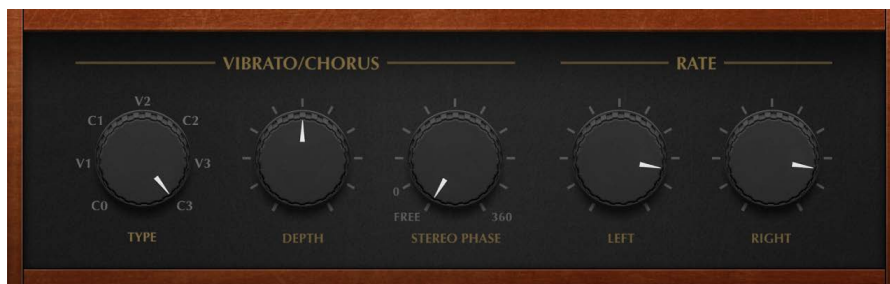 VIBRATO/CHORUS
RATE
V2
C1
C2
V1
V3
C0
C3
0
FREE
360
TYPE
DEPTH
STEREO PHASE
LEFT
RIGHT